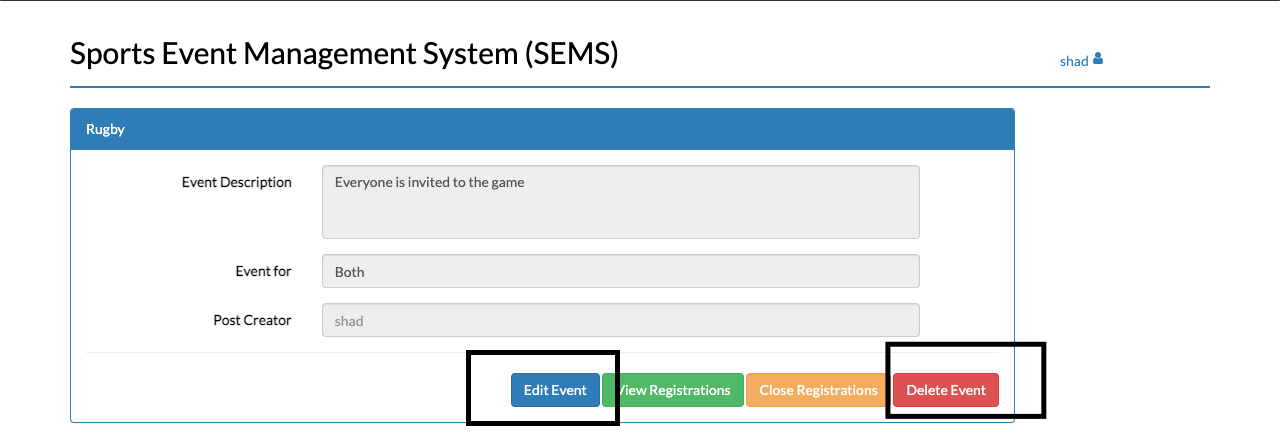 Sports Event Management System (SEMS)
shad
Rugby
Event Description Everyone is invited to the game
Event for Both
Post Creator shad
Edit Event View Registrations Close Registrations Delete Event